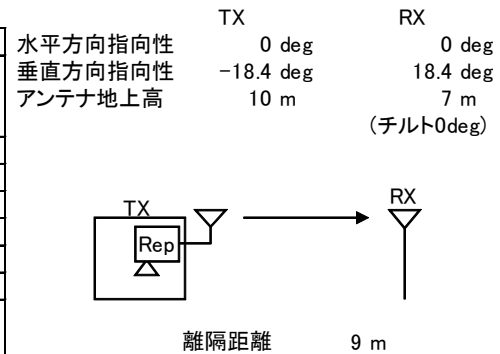 TX RX
水平方向指向性 0 deg 0 deg
垂直方向指向性 -18.4 deg 18.4 deg
アンテナ地上高 10 m 7 m
(チルト0deg)
TX RX
Rep
離隔距離 9 m